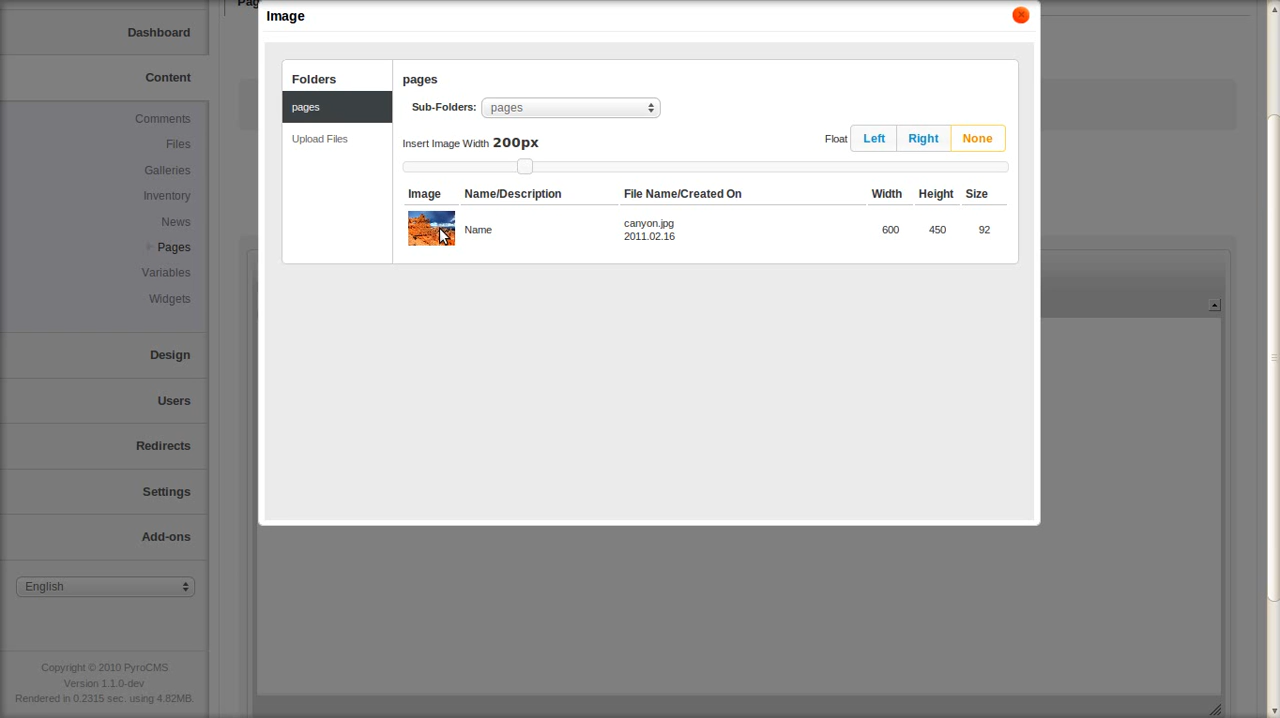 Dashboard
Content
Comments
Files
Galleries
Inventory
News
Pages
Variables
Widgets
Design
Users
Redirects
Settings
Add-ons
English
Copyright © 2010 PyroCMS
Version 1.1.0-dev
Rendered in 0.2315 sec. using 4.82MB.
Image
Folders
pages
Upload Files
pages
Sub-Folders: pages
Insert Image Width 200px
Float Left Right None
Image Name/Description File Name/Created On Width Height Size
Name canyon.jpg 600 450 92
2011.02.16